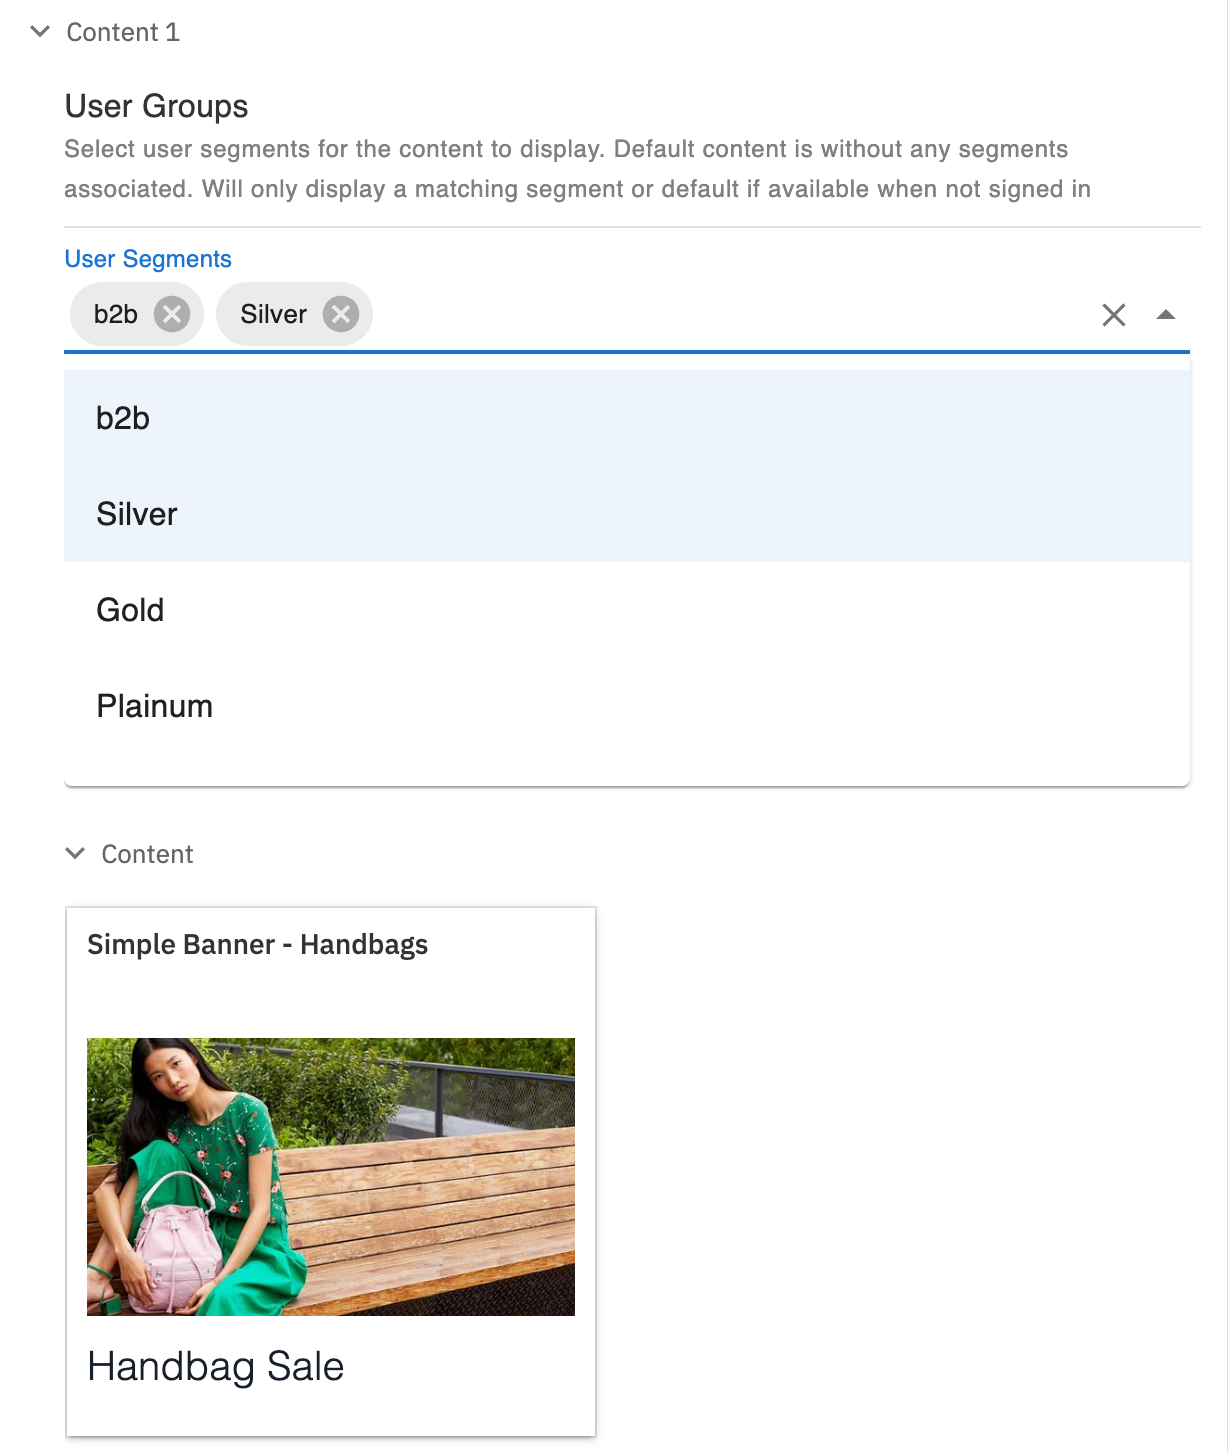 Content 1
User Groups
Select user segments for the content to display. Default content is without any segments
associated. Will only display a matching segment or default if available when not signed in
User Segments
b2b Silver
b2b
Silver
Gold
Plainum
Content
Simple Banner - Handbags
Handbag Sale